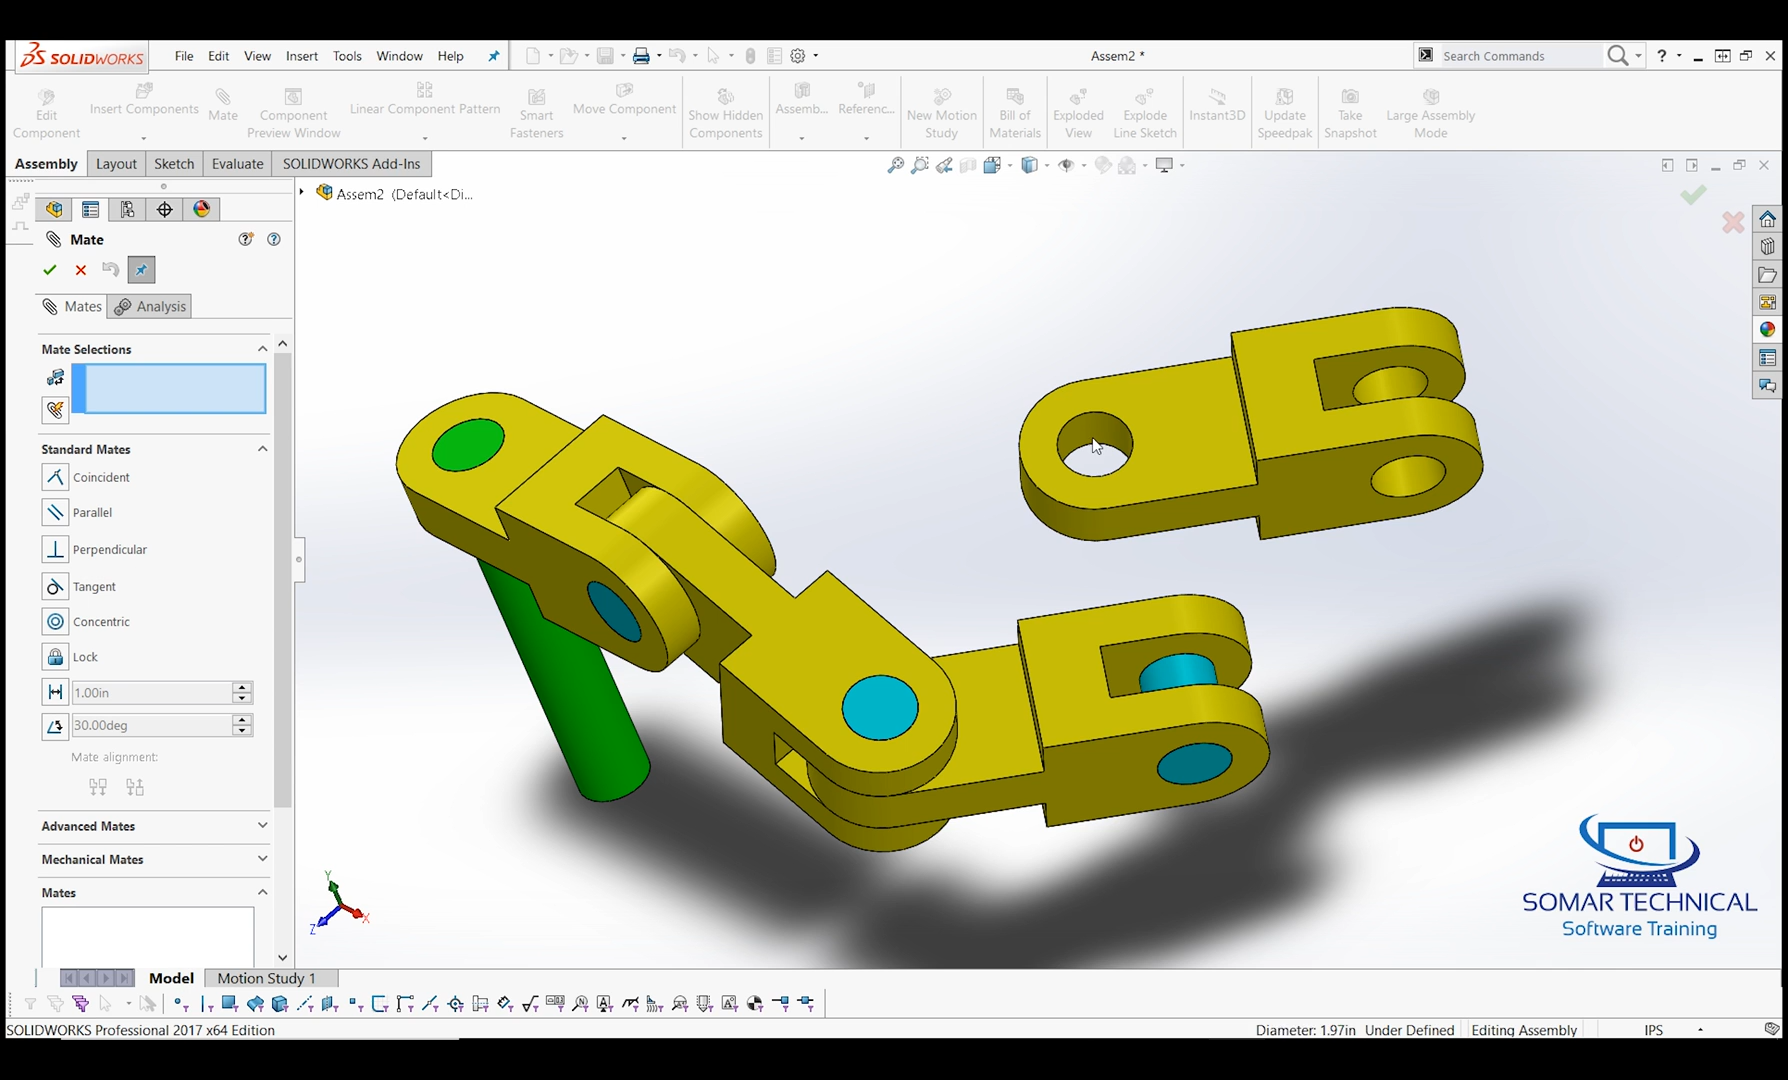 SOLIDWORKS File Edit View Insert Tools Window Help Assem2 * Search Commands ?
Edit Component Insert Components Mate Component Preview Window Linear Component Pattern Smart Fasteners Move Component Show Hidden Components Assemb... Referenc... New Motion Study Bill of Materials Exploded View Explode Line Sketch Instant3D Update Speedpak Take Snapshot Large Assembly Mode
Assembly Layout Sketch Evaluate SOLIDWORKS Add-Ins
Assem2 (Default<Di...
Mate
Mates Analysis
Mate Selections
Standard Mates
Coincident
Parallel
Perpendicular
Tangent
Concentric
Lock
1.00in
30.00deg
Mate alignment:
Advanced Mates
Mechanical Mates
Mates
Y
X
Z
SOMAR TECHNICAL
Software Training
Model Motion Study 1
SOLIDWORKS Professional 2017 x64 Edition Diameter: 1.97in Under Defined Editing Assembly IPS